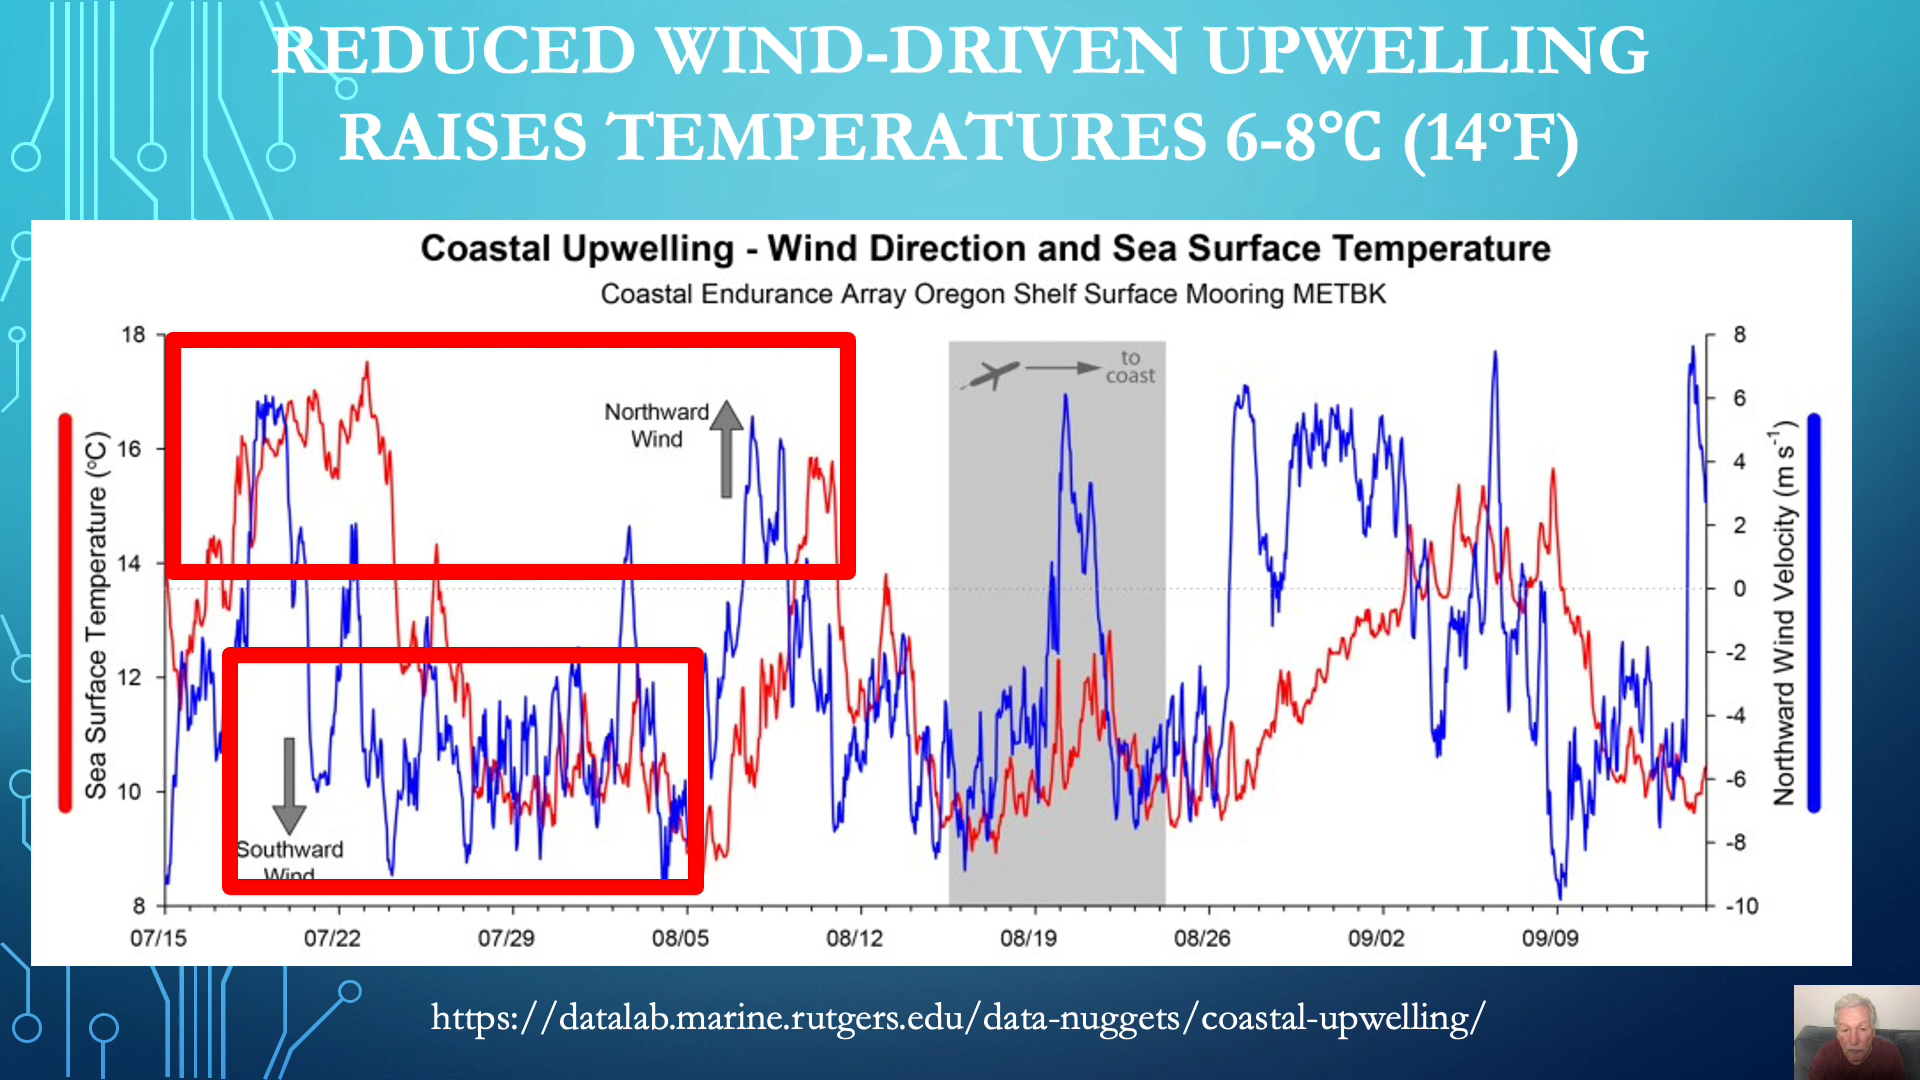 REDUCED WIND-DRIVEN UPWELLING
RAISES TEMPERATURES 6-8°C (14°F)
Coastal Upwelling - Wind Direction and Sea Surface Temperature
Coastal Endurance Array Oregon Shelf Surface Mooring METBK
Sea Surface Temperature (°C)
18
16
14
12
10
8
Northward
Wind
to
coast
Southward
Wind
8
6
4
2
0
-2
-4
-6
-8
-10
Northward Wind Velocity (m s-1)
07/15 07/22 07/29 08/05 08/12 08/19 08/26 09/02 09/09
https://datalab.marine.rutgers.edu/data-nuggets/coastal-upwelling/